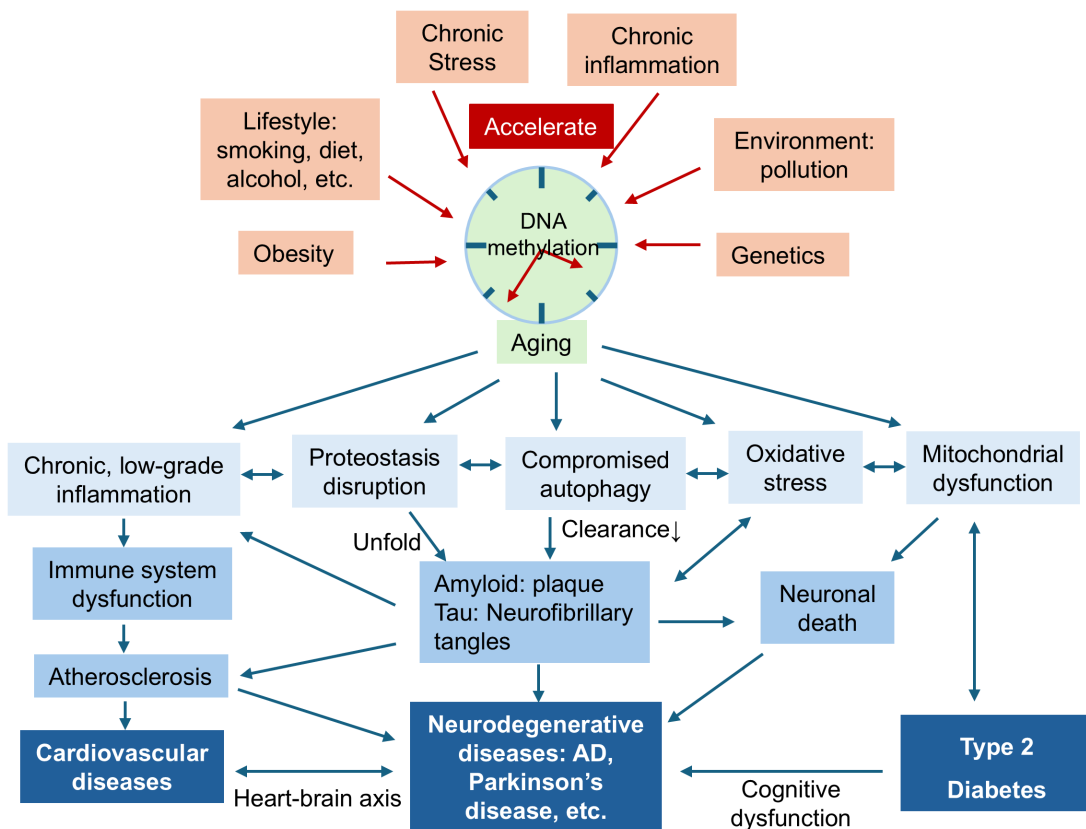 Chronic
Stress
Chronic
inflammation
Accelerate
Lifestyle:
smoking, diet,
alcohol, etc.
Environment:
pollution
DNA
methylation
Obesity
Genetics
Aging
Chronic, low-grade
inflammation
Proteostasis
disruption
Compromised
autophagy
Oxidative
stress
Mitochondrial
dysfunction
Unfold
Clearance↓
Immune system
dysfunction
Amyloid: plaque
Tau: Neurofibrillary
tangles
Neuronal
death
Atherosclerosis
Cardiovascular
diseases
Neurodegenerative
diseases: AD,
Parkinson's
disease, etc.
Type 2
Diabetes
Heart-brain axis
Cognitive
dysfunction